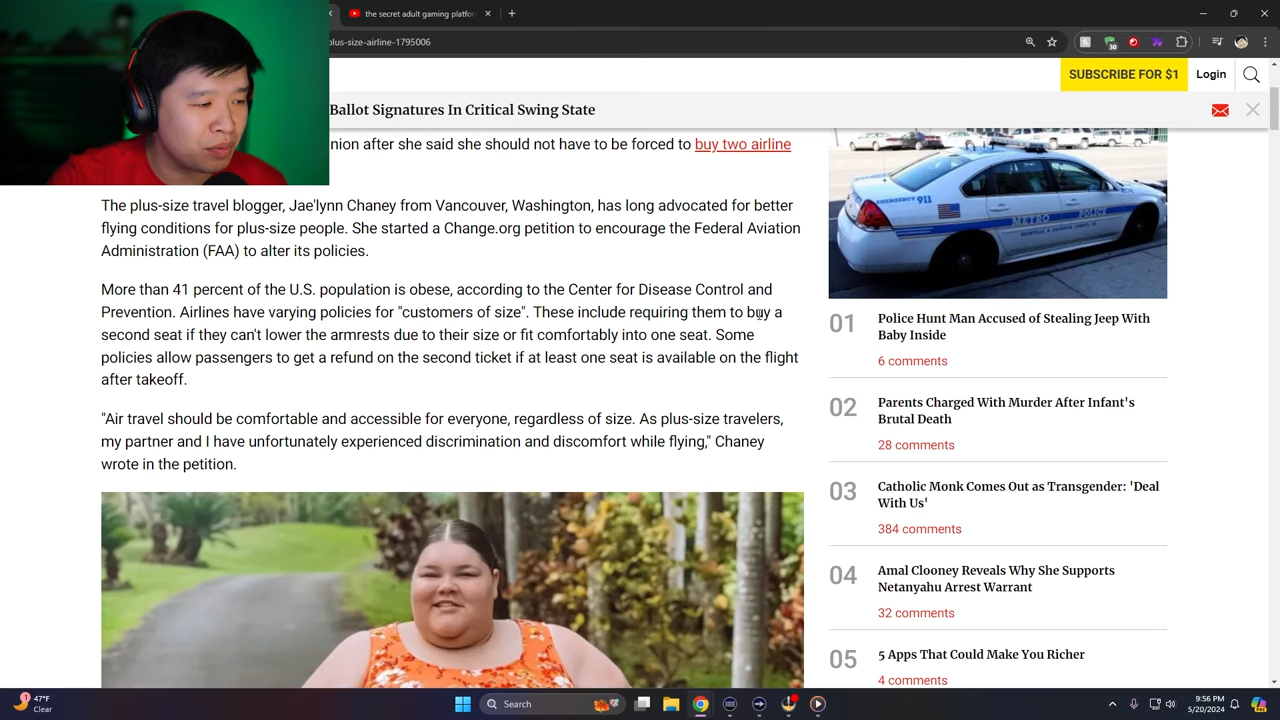 the secret adult gaming platfor
lus-size-airline-1795006
30
SUBSCRIBE FOR $1
Login
Ballot Signatures In Critical Swing State
nion after she said she should not have to be forced to buy two airline
The plus-size travel blogger, Jae'lynn Chaney from Vancouver, Washington, has long advocated for better
flying conditions for plus-size people. She started a Change.org petition to encourage the Federal Aviation
Administration (FAA) to alter its policies.
More than 41 percent of the U.S. population is obese, according to the Center for Disease Control and
Prevention. Airlines have varying policies for "customers of size". These include requiring them to buy a
second seat if they can't lower the armrests due to their size or fit comfortably into one seat. Some
policies allow passengers to get a refund on the second ticket if at least one seat is available on the flight
after takeoff.
"Air travel should be comfortable and accessible for everyone, regardless of size. As plus-size travelers,
my partner and I have unfortunately experienced discrimination and discomfort while flying," Chaney
wrote in the petition.
EMERGENCY 911
METRO POLICE
01
Police Hunt Man Accused of Stealing Jeep With
Baby Inside
6 comments
02
Parents Charged With Murder After Infant's
Brutal Death
28 comments
03
Catholic Monk Comes Out as Transgender: 'Deal
With Us'
384 comments
04
Amal Clooney Reveals Why She Supports
Netanyahu Arrest Warrant
32 comments
05
5 Apps That Could Make You Richer
4 comments
1
47°F
Clear
Search
9:56 PM
5/20/2024